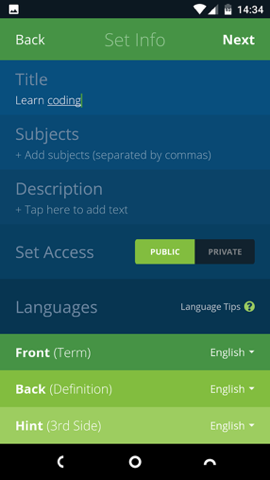 14:34
Back Set Info Next
Title
Learn coding
Subjects
+ Add subjects (separated by commas)
Description
+ Tap here to add text
Set Access PUBLIC PRIVATE
Languages Language Tips ?
Front (Term) English
Back (Definition) English
Hint (3rd Side) English